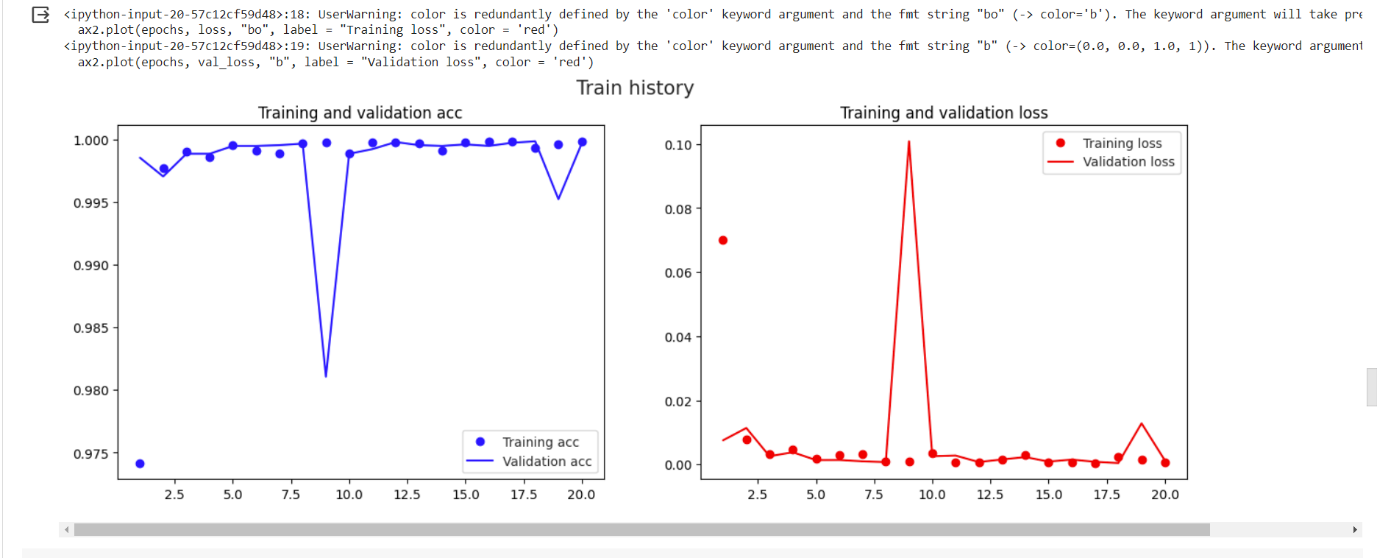 <ipython-input-20-57c12cf59d48>:18: UserWarning: color is redundantly defined by the 'color' keyword argument and the fmt string "bo" (-> color='b'). The keyword argument will take pre
ax2.plot(epochs, loss, "bo", label = "Training loss", color = 'red')
<ipython-input-20-57c12cf59d48>:19: UserWarning: color is redundantly defined by the 'color' keyword argument and the fmt string "b" (-> color=(0.0, 0.0, 1.0, 1)). The keyword argument
ax2.plot(epochs, val_loss, "b", label = "Validation loss", color = 'red')
Train history
Training and validation acc
1.000
0.995
0.990
0.985
0.980
0.975
Training acc
Validation acc
2.5 5.0 7.5 10.0 12.5 15.0 17.5 20.0
Training and validation loss
0.10
0.08
0.06
0.04
0.02
0.00
Training loss
Validation loss
2.5 5.0 7.5 10.0 12.5 15.0 17.5 20.0